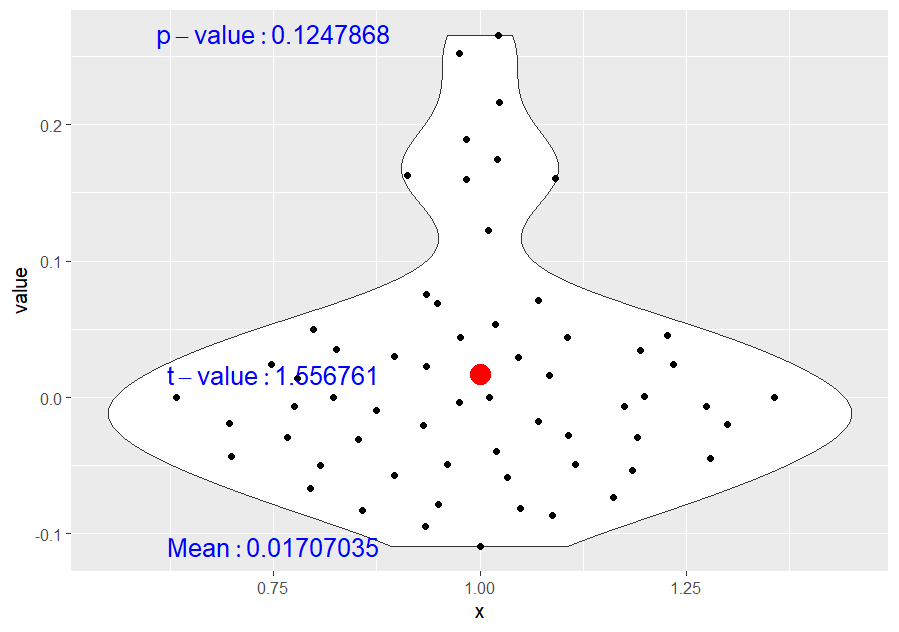 p − value : 0.1247868
0.2
0.1
value
t − value : 1.556761
0.0
-0.1
Mean : 0.01707035
0.75
1.00
1.25
x